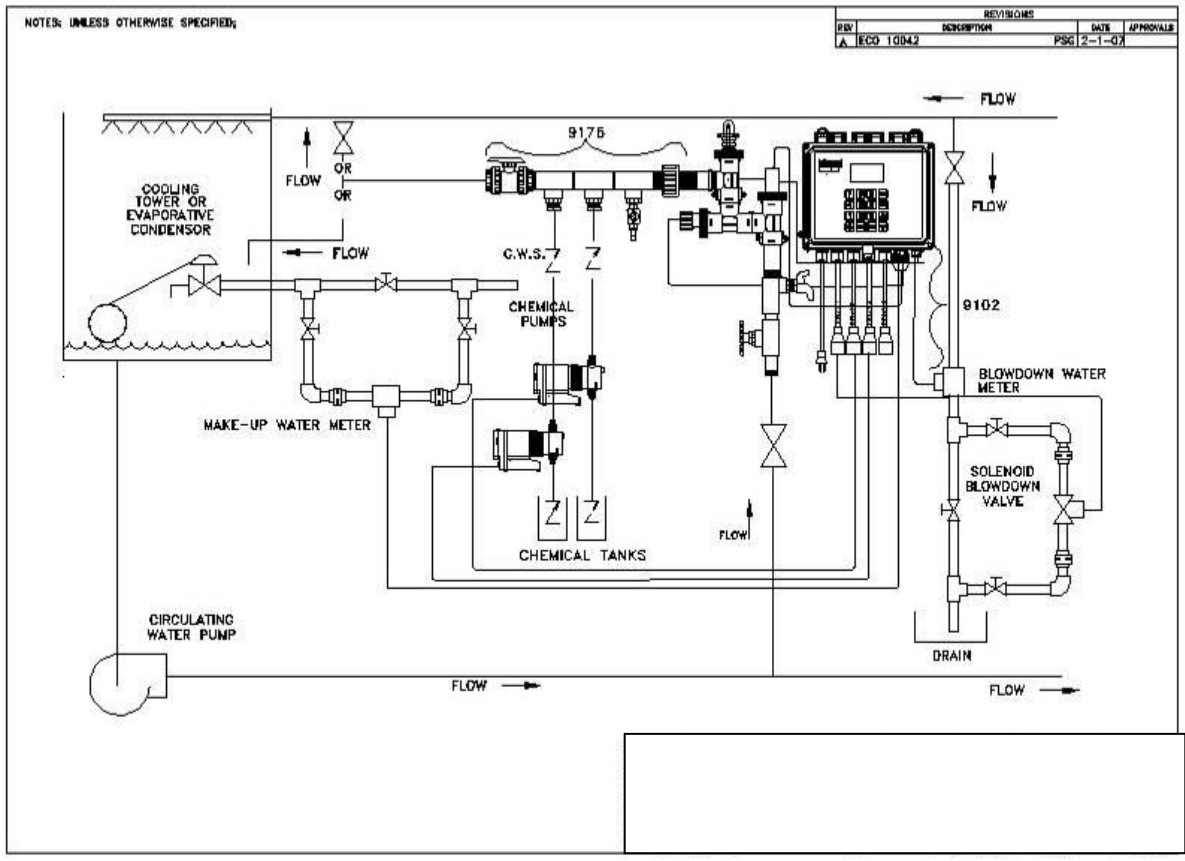 NOTES: UNLESS OTHERWISE SPECIFIED;
REVISIONS
REV DESCRIPTION DATE APPROVALS
A ECO 10042 PSG 2-1-07
FLOW
9175
FLOW
OR
OR
COOLING
TOWER OR
EVAPORATIVE
CONDENSOR
FLOW
FLOW
C.W.S.
CHEMICAL
PUMPS
9102
BLOWDOWN WATER
METER
MAKE-UP WATER METER
SOLENOID
BLOWDOWN
VALVE
FLOW
CHEMICAL TANKS
CIRCULATING
WATER PUMP
DRAIN
FLOW
FLOW